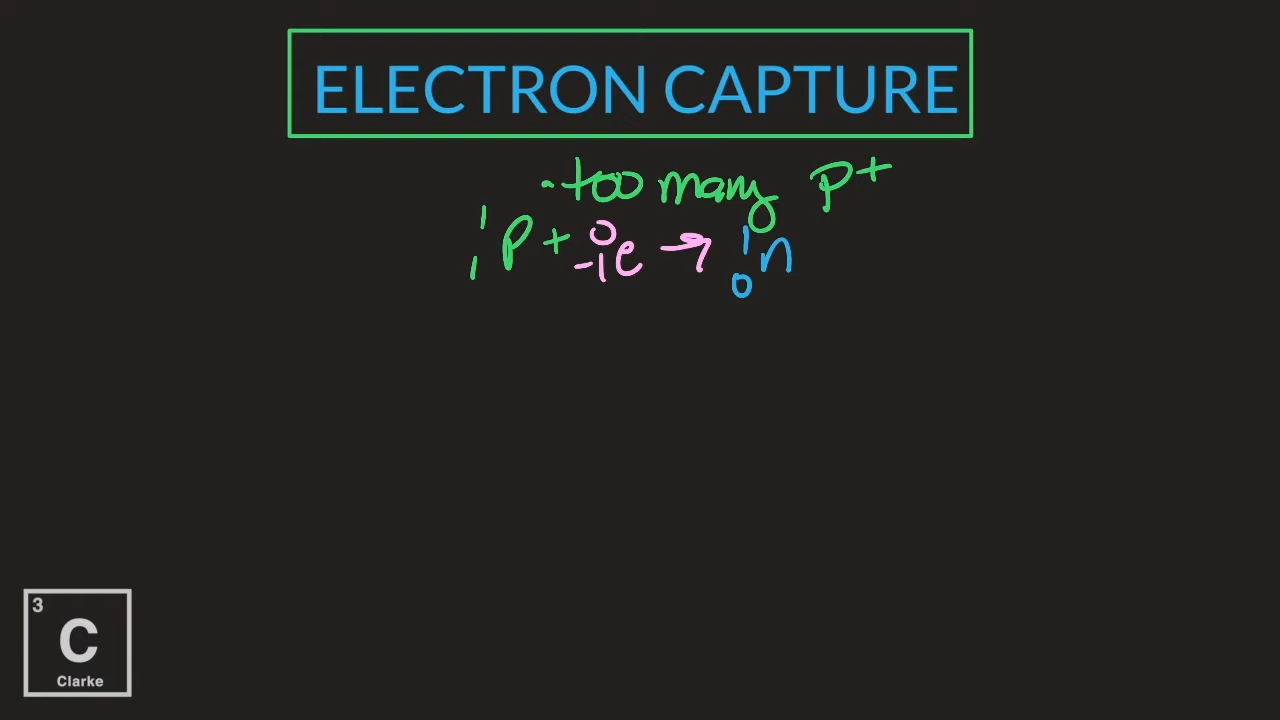 ELECTRON CAPTURE
- too many p+
¹₁p + ⁰₋₁e → ¹₀n
3
C
Clarke